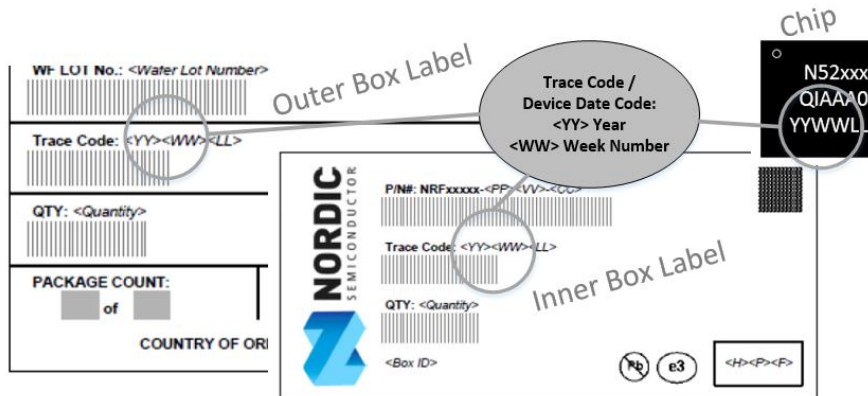 WF LOT No.: <Wafer Lot Number>
Outer Box Label
Trace Code: <YY><WW><LL>
QTY: <Quantity>
PACKAGE COUNT:
of
COUNTRY OF ORI
Trace Code /
Device Date Code:
<YY> Year
<WW> Week Number
Chip
N52xxx
QIAAA0
YYWWL
NORDIC
SEMICONDUCTOR
P/N#: NRFxxxxx-<PP><VV>-<CC>
Trace Code: <YY><WW><LL>
QTY: <Quantity>
<Box ID>
Inner Box Label
Pb
e3
<H><P><F>